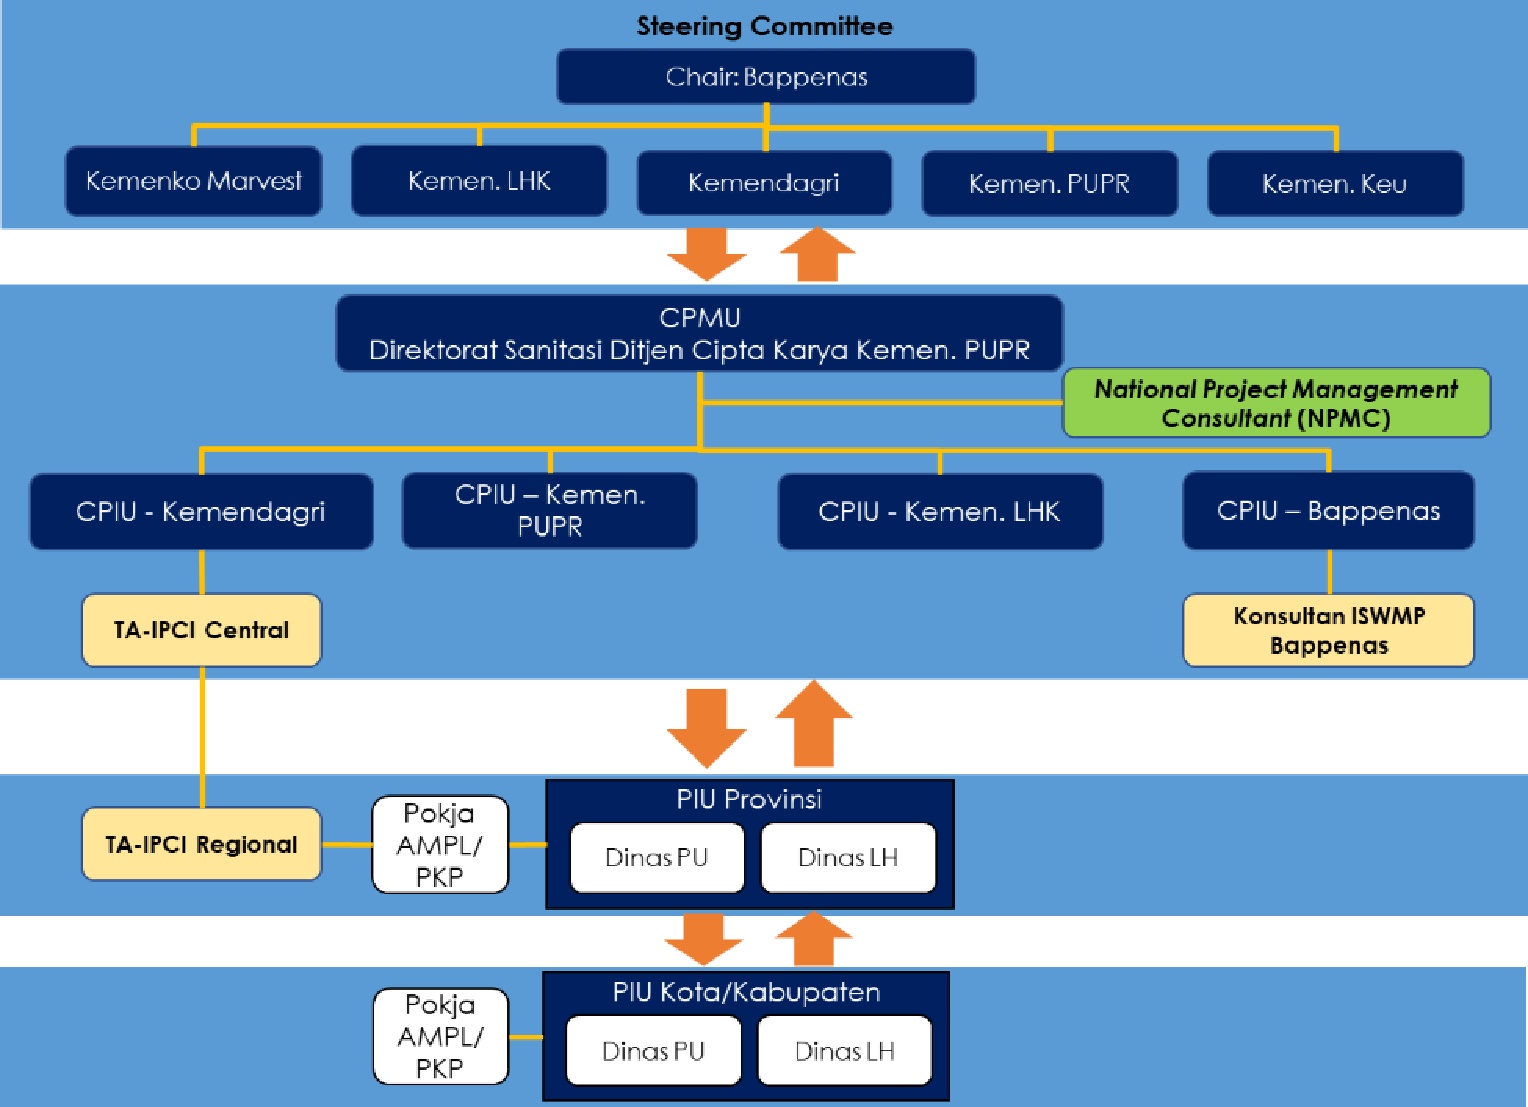 Steering Committee
Chair: Bappenas
Kemenko Marvest
Kemen. LHK
Kemendagri
Kemen. PUPR
Kemen. Keu
CPMU
Direktorat Sanitasi Ditjen Cipta Karya Kemen. PUPR
National Project Management
Consultant (NPMC)
CPIU - Kemendagri
CPIU – Kemen.
PUPR
CPIU - Kemen. LHK
CPIU – Bappenas
TA-IPCI Central
Konsultan ISWMP
Bappenas
TA-IPCI Regional
Pokja
AMPL/
PKP
PIU Provinsi
Dinas PU
Dinas LH
Pokja
AMPL/
PKP
PIU Kota/Kabupaten
Dinas PU
Dinas LH